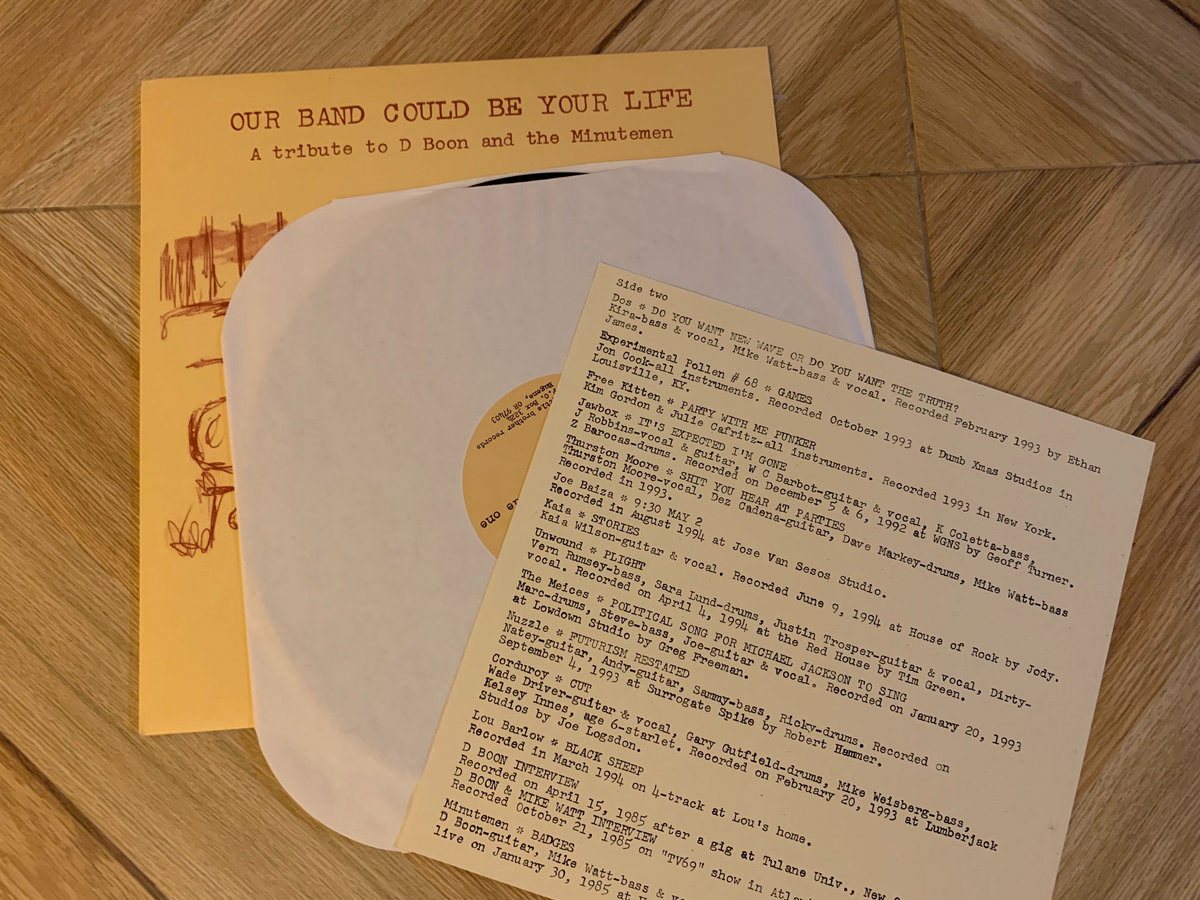 OUR BAND COULD BE YOUR LIFE
A tribute to D Boon and the Minutemen
brother records
P.O. Box
Eugene, OR 97403
one
Side two
Dos * DO YOU WANT NEW WAVE OR DO YOU WANT THE TRUTH?
Kira-bass & vocal, Mike Watt-bass & vocal. Recorded February 1993 by Ethan
James.
Experimental Pollen # 68 * GAMES
Jon Cook-all instruments. Recorded October 1993 at Dumb Xmas Studios in
Louisville, KY.
Free Kitten * PARTY WITH ME PUNKER
Kim Gordon & Julie Cafritz-all instruments. Recorded 1993 in New York.
Jawbox * IT'S EXPECTED I'M GONE
J Robbins-vocal & guitar, W C Barbot-guitar & vocal, K Coletta-bass,
Z Barocas-drums. Recorded on December 5 & 6, 1992 at WGNS by Geoff Turner.
Thurston Moore * SHIT YOU HEAR AT PARTIES
Thurston Moore-vocal, Dez Cadena-guitar, Dave Markey-drums, Mike Watt-bass
Recorded in 1993.
Joe Baiza * 9:30 MAY 2
Recorded in August 1994 at Jose Van Sesos Studio.
Kaia * STORIES
Kaia Wilson-guitar & vocal. Recorded June 9, 1994 at House of Rock by Jody.
Unwound * PLIGHT
Vern Rumsey-bass, Sara Lund-drums, Justin Trosper-guitar & vocal, Dirty-
vocal. Recorded on April 4, 1994 at the Red House by Tim Green.
The Meices * POLITICAL SONG FOR MICHAEL JACKSON TO SING
Marc-drums, Steve-bass, Joe-guitar & vocal. Recorded on January 20, 1993
at Lowdown Studio by Greg Freeman.
Nuzzle * FUTURISM RESTATED
Natey-guitar, Andy-guitar, Sammy-bass, Ricky-drums. Recorded on
September 4, 1993 at Surrogate Spike by Robert Hammer.
Corduroy * CUT
Wade Driver-guitar & vocal, Gary Gutfield-drums, Mike Weisberg-bass,
Kelsey Innes, age 6-starlet. Recorded on February 20, 1993 at Lumberjack
Studios by Joe Logsdon.
Lou Barlow * BLACK SHEEP
Recorded in March 1994 on 4-track at Lou's home.
D BOON INTERVIEW
Recorded on April 15, 1985 after a gig at Tulane Univ., New
D BOON & MIKE WATT INTERVIEW
Recorded October 21, 1985 on "TV69" show in
Minutemen * BADGES
D Boon-guitar, Mike Watt-bass &
live on January 30, 1985 at